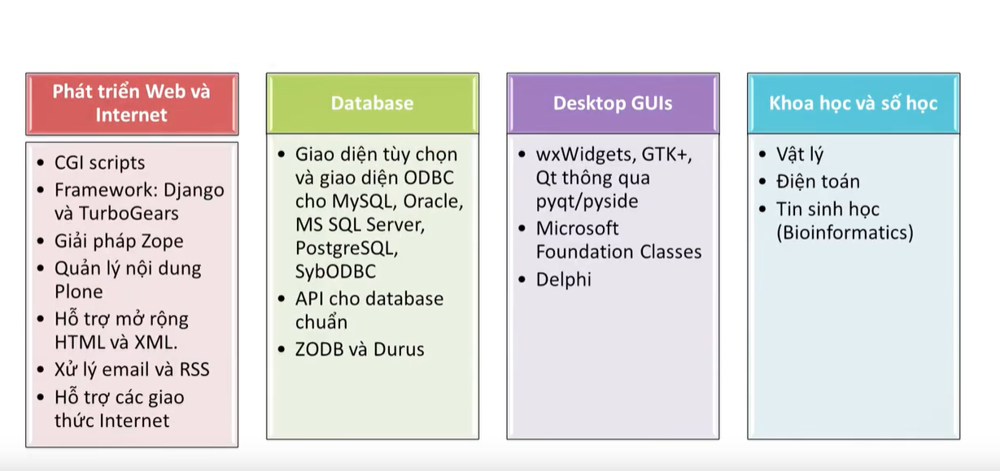 Phát triển Web và
Internet
• CGI scripts
• Framework: Django
và TurboGears
• Giải pháp Zope
• Quản lý nội dung
Plone
• Hỗ trợ mở rộng
HTML và XML.
• Xử lý email và RSS
• Hỗ trợ các giao
thức Internet
Database
• Giao diện tùy chọn
và giao diện ODBC
cho MySQL, Oracle,
MS SQL Server,
PostgreSQL,
SybODBC
• API cho database
chuẩn
• ZODB và Durus
Desktop GUIs
• wxWidgets, GTK+,
Qt thông qua
pyqt/pyside
• Microsoft
Foundation Classes
• Delphi
Khoa học và số học
• Vật lý
• Điện toán
• Tin sinh học
(Bioinformatics)